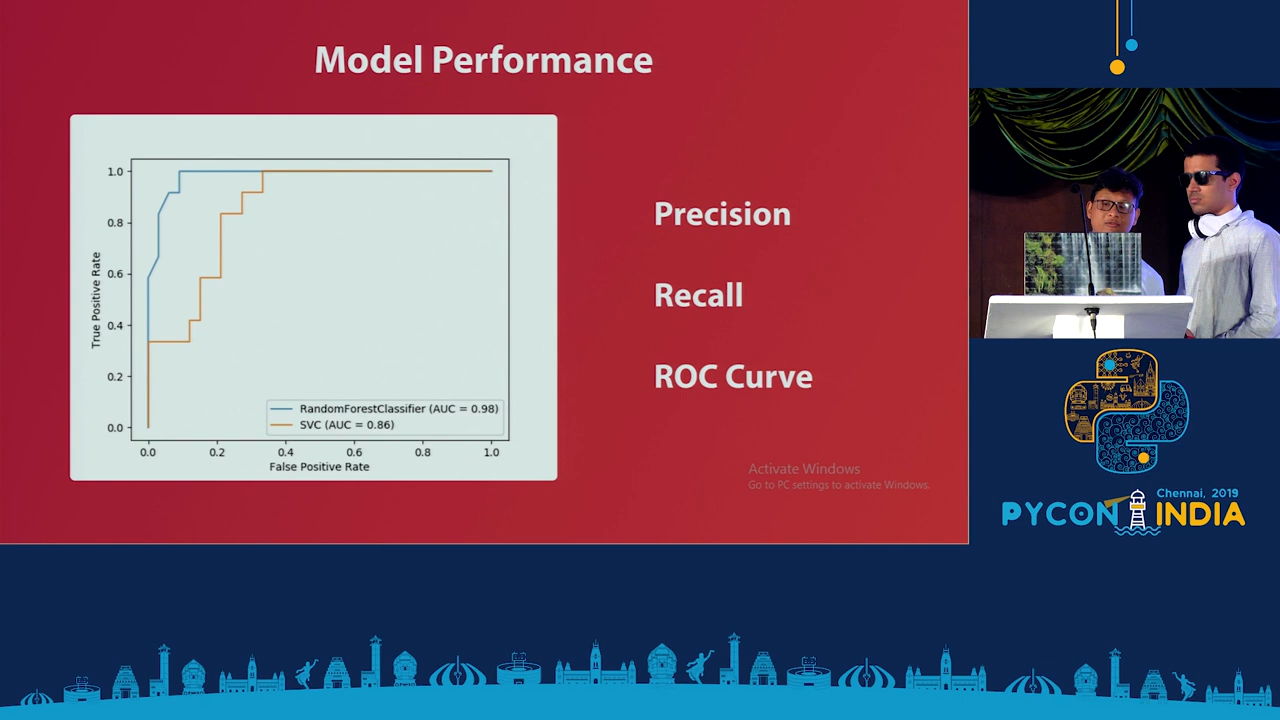 Model Performance
1.0
0.8
0.6
0.4
0.2
0.0
True Positive Rate
0.0 0.2 0.4 0.6 0.8 1.0
False Positive Rate
RandomForestClassifier (AUC = 0.98)
SVC (AUC = 0.86)
Precision
Recall
ROC Curve
Activate Windows
Go to PC settings to activate Windows.
Chennai, 2019
PYCON INDIA